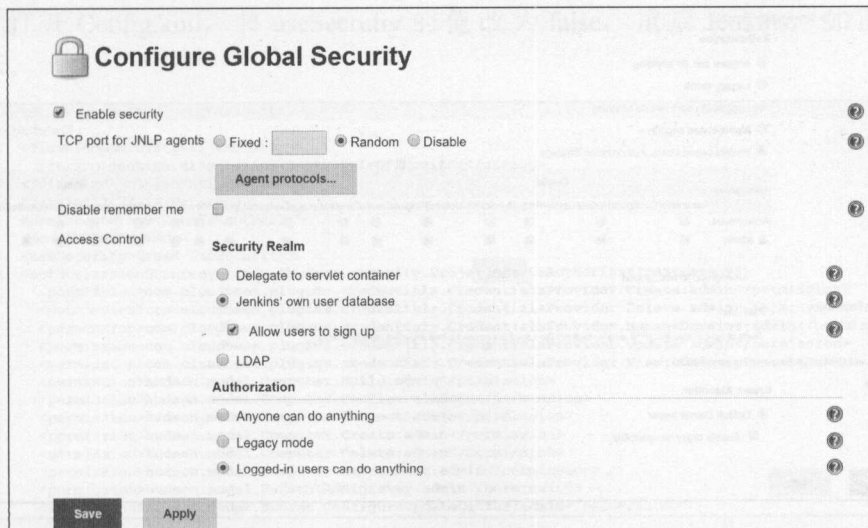 Configure Global Security
Enable security
TCP port for JNLP agents Fixed : Random Disable
Agent protocols...
Disable remember me
Access Control
Security Realm
Delegate to servlet container
Jenkins' own user database
Allow users to sign up
LDAP
Authorization
Anyone can do anything
Legacy mode
Logged-in users can do anything
Save Apply